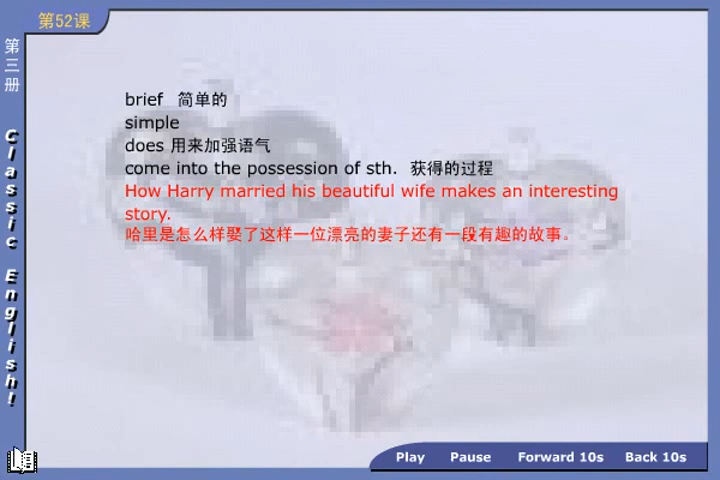 第52课
第三册
Classic English!
brief 简单的
simple
does 用来加强语气
come into the possession of sth. 获得的过程
How Harry married his beautiful wife makes an interesting
story.
哈里是怎么样娶了这样一位漂亮的妻子还有一段有趣的故事。
Play Pause Forward 10s Back 10s